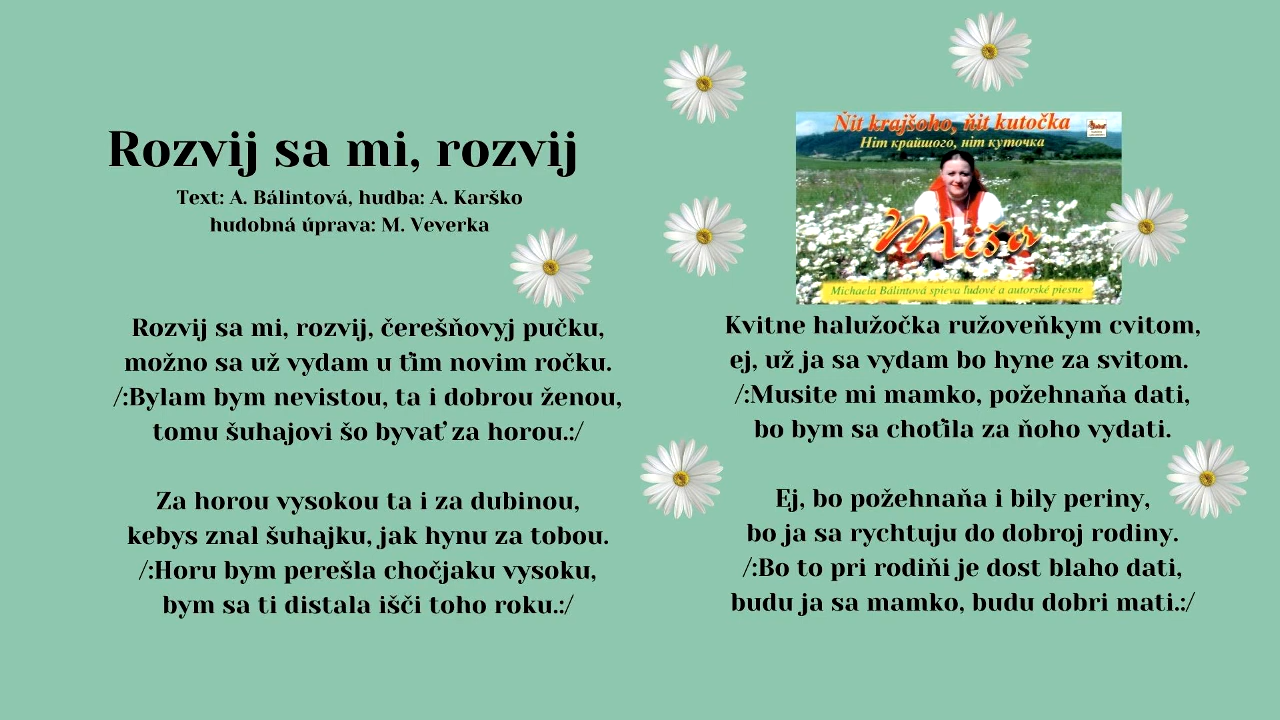 Rozvij sa mi, rozvij
Text: A. Bálintová, hudba: A. Karško
hudobná úprava: M. Veverka
Rozvij sa mi, rozvij, čerešňovyj pučku,
možno sa už vydam u ťim novim ročku.
/:Bylam bym nevistou, ta i dobrou ženou,
tomu šuhajovi šo byvať za horou.:/
Za horou vysokou ta i za dubinou,
kebys znal šuhajku, jak hynu za tobou.
/:Horu bym perešla chočjaku vysoku,
bym sa ti distala išči toho roku.:/
Ňit krajšoho, ňit kutočka
Нит крайшого, нит куточка
Mišo
Michaela Bálintová spieva ľudové a autorské piesne
Kvitne halužočka ružoveňkym cvitom,
ej, už ja sa vydam bo hyne za svitom.
/:Musite mi mamko, požehnaňa dati,
bo bym sa choťila za ňoho vydati.
Ej, bo požehnaňa i bily periny,
bo ja sa rychtuju do dobroj rodiny.
/:Bo to pri rodiňi je dost blaho dati,
budu ja sa mamko, budu dobri mati.:/